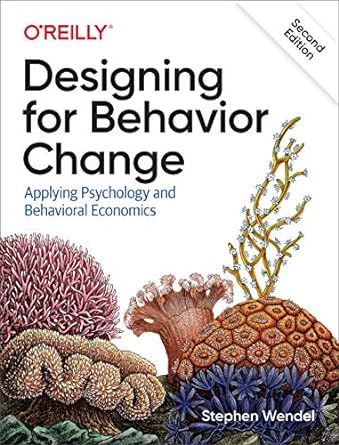 O'REILLY®
Second
Edition
Designing
for Behavior
Change
Applying Psychology and
Behavioral Economics
Stephen Wendel